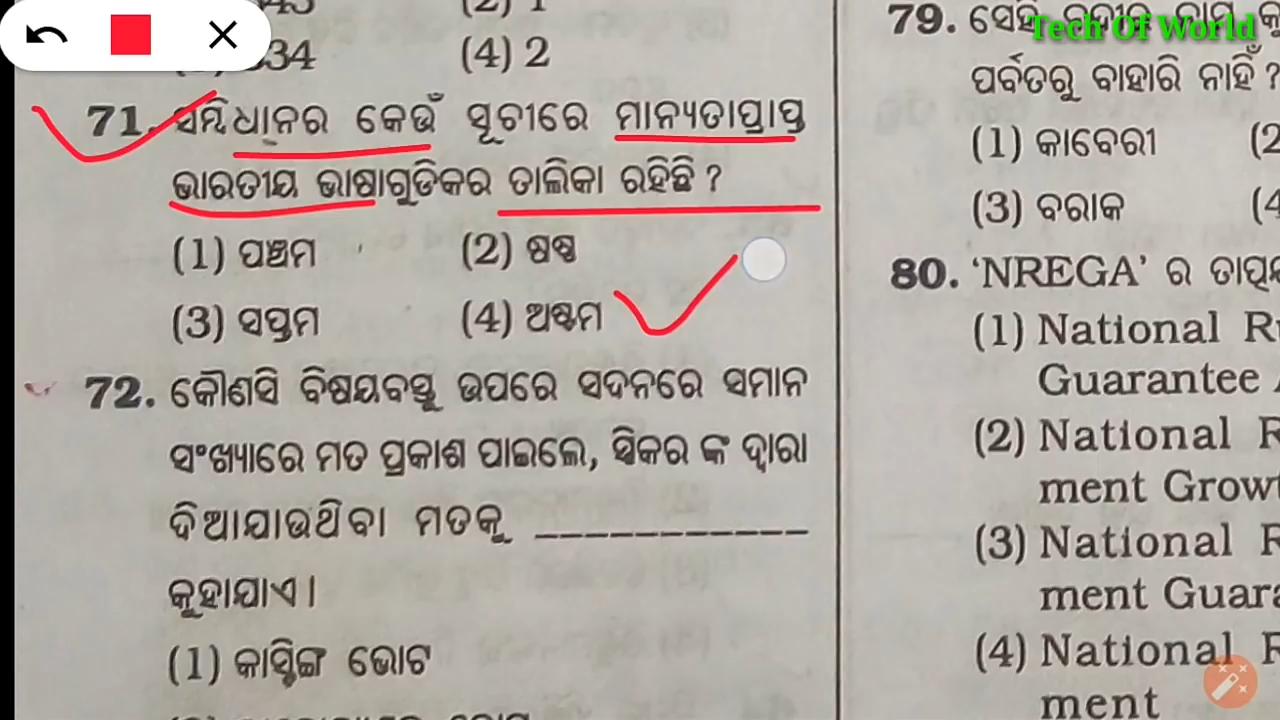 (4) 2
71. ସମ୍ବିଧାନର କେଉଁ ସୂଚୀରେ ମାନ୍ୟତାପ୍ରାପ୍ତ
ଭାରତୀୟ ଭାଷାଗୁଡିକର ତାଲିକା ରହିଛି ?
(1) ପଞ୍ଚମ (2) ଷଷ୍ଠ
(3) ସପ୍ତମ (4) ଅଷ୍ଟମ
72. କୌଣସି ବିଷୟବସ୍ତୁ ଉପରେ ସଦନରେ ସମାନ
ସଂଖ୍ୟାରେ ମତ ପ୍ରକାଶ ପାଇଲେ, ସ୍ପିକର ଙ୍କ ଦ୍ୱାରା
ଦିଆଯାଉଥିବା ମତକୁ ___________
କୁହାଯାଏ।
(1) କାସ୍ଟିଙ୍ଗ ଭୋଟ
Tech Of World
79. ସେହି
ପର୍ବତରୁ ବାହାରି ନାହିଁ ?
(1) କାବେରୀ (2
(3) ବରାକ (4
80. ‘NREGA’ ର
(1) National
Guarantee
(2) National
ment
(3) National
ment
(4) National
ment